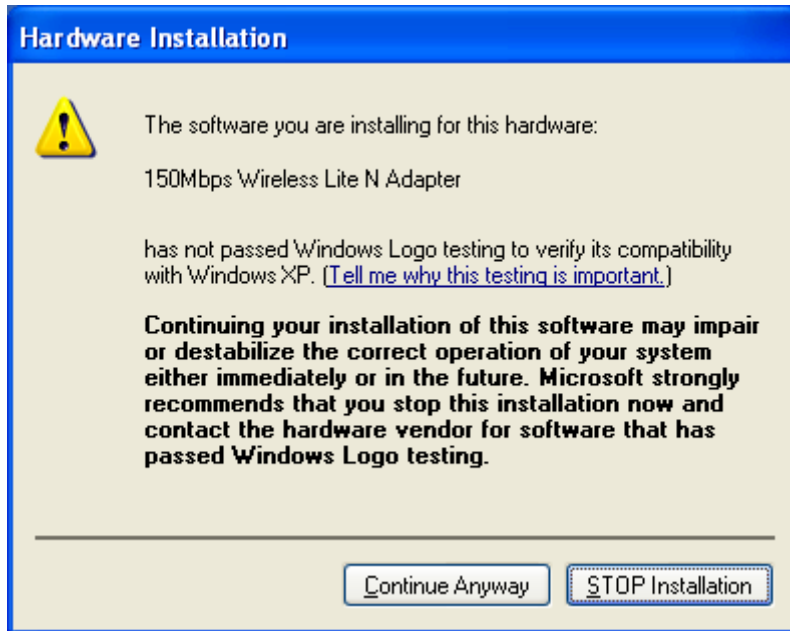 Hardware Installation
The software you are installing for this hardware:
150Mbps Wireless Lite N Adapter
has not passed Windows Logo testing to verify its compatibility
with Windows XP. (Tell me why this testing is important.)
Continuing your installation of this software may impair
or destabilize the correct operation of your system
either immediately or in the future. Microsoft strongly
recommends that you stop this installation now and
contact the hardware vendor for software that has
passed Windows Logo testing.
Continue Anyway
STOP Installation